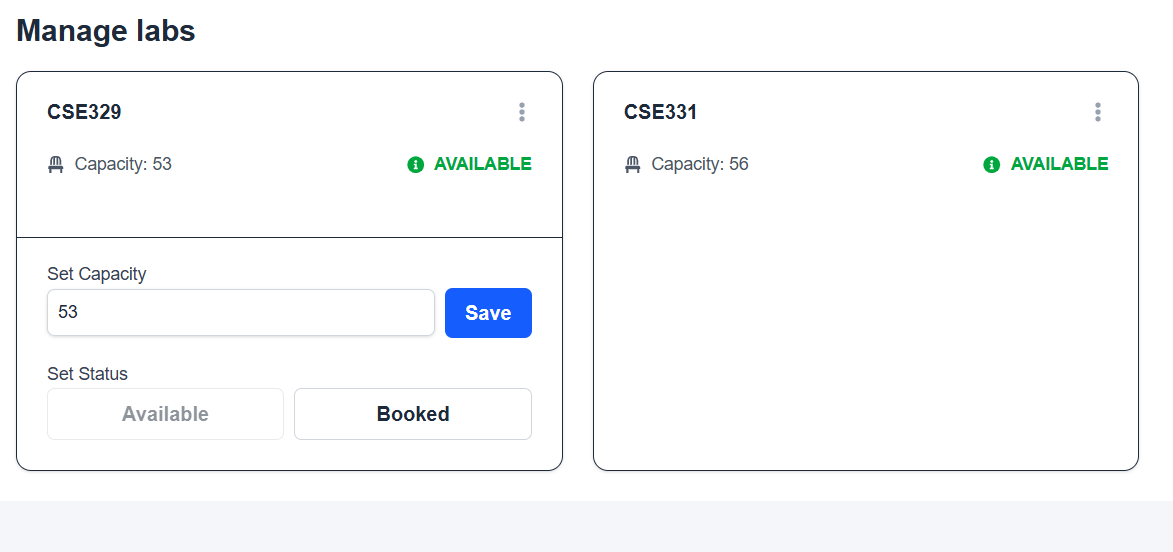 Manage labs
CSE329
Capacity: 53
AVAILABLE
Set Capacity
53
Save
Set Status
Available
Booked
CSE331
Capacity: 56
AVAILABLE